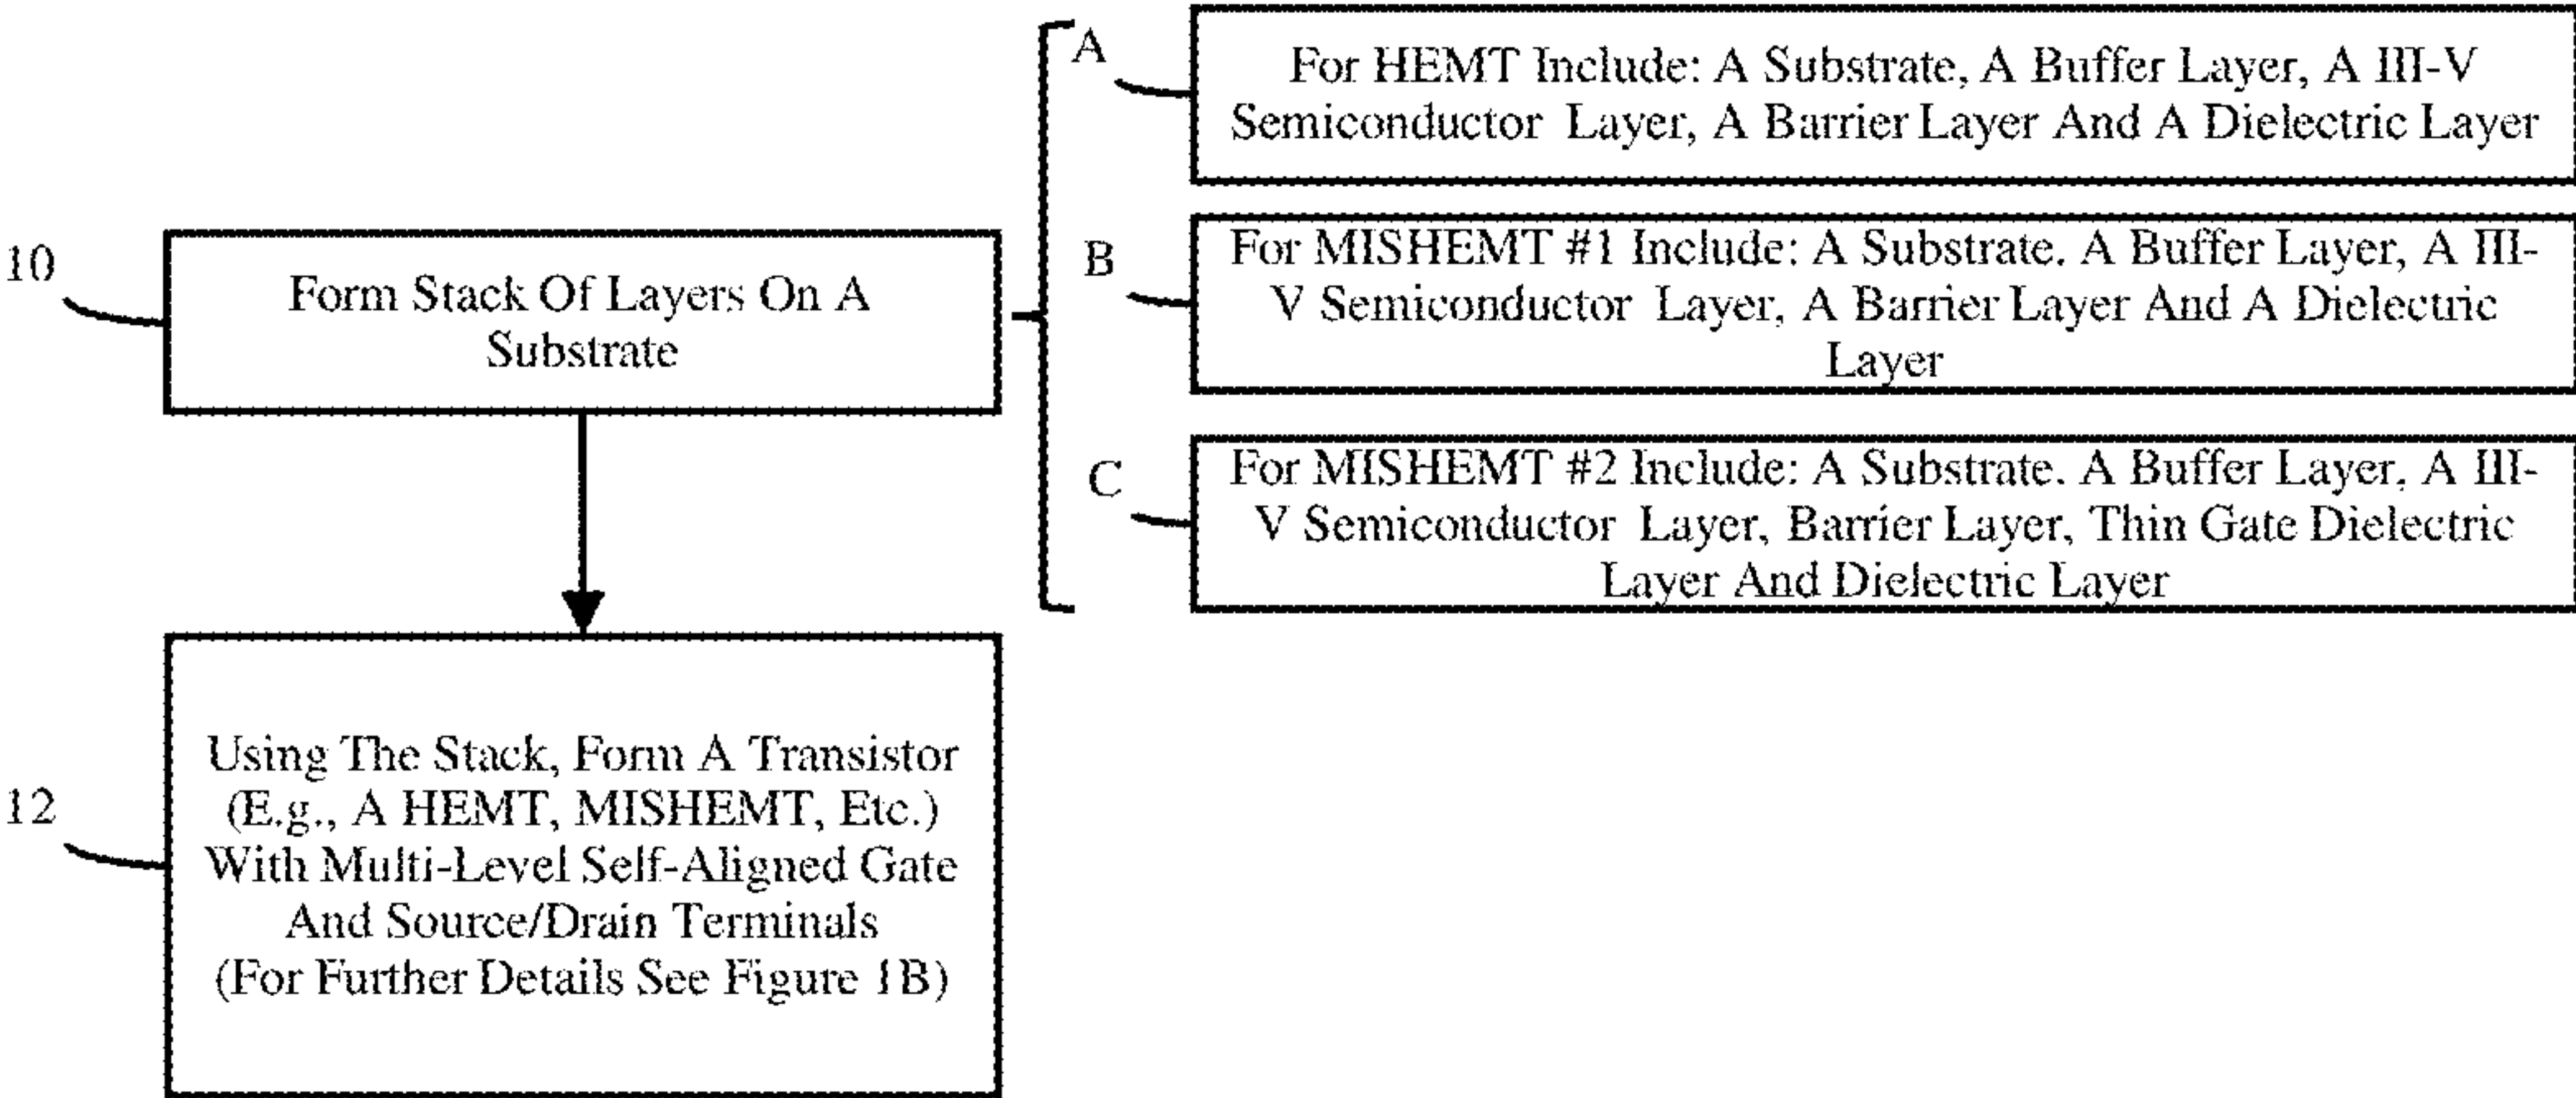 A
For HEMT Include: A Substrate, A Buffer Layer, A III-V
Semiconductor Layer, A Barrier Layer And A Dielectric Layer
10
Form Stack Of Layers On A
Substrate
B
For MISHEMT #1 Include: A Substrate. A Buffer Layer, A III-
V Semiconductor Layer, A Barrier Layer And A Dielectric
Layer
C
For MISHEMT #2 Include: A Substrate. A Buffer Layer, A III-
V Semiconductor Layer, Barrier Layer, Thin Gate Dielectric
Layer And Dielectric Layer
12
Using The Stack, Form A Transistor
(E.g., A HEMT, MISHEMT, Etc.)
With Multi-Level Self-Aligned Gate
And Source/Drain Terminals
(For Further Details See Figure 1B)